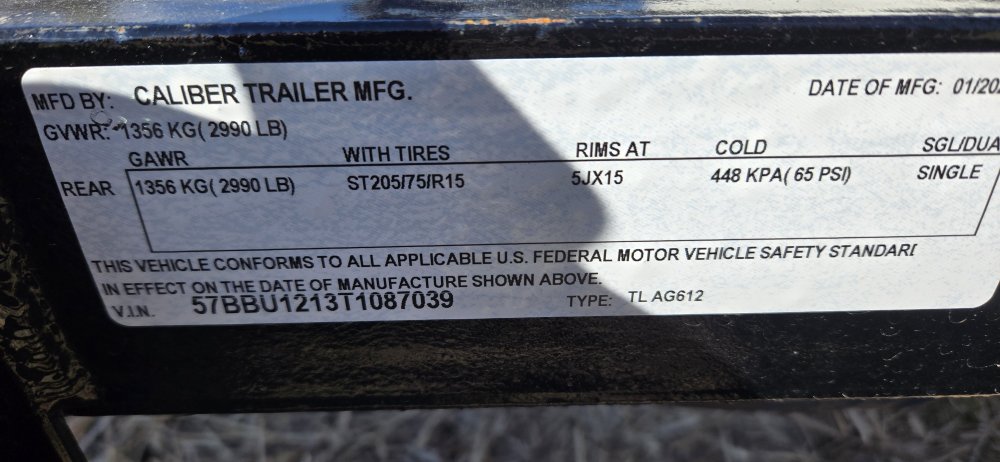 MFD BY: CALIBER TRAILER MFG. DATE OF MFG: 01/202
GVWR: 1356 KG( 2990 LB)
GAWR WITH TIRES RIMS AT COLD SGL/DUA
REAR 1356 KG( 2990 LB) ST205/75/R15 5JX15 448 KPA( 65 PSI) SINGLE
THIS VEHICLE CONFORMS TO ALL APPLICABLE U.S. FEDERAL MOTOR VEHICLE SAFETY STANDARD
IN EFFECT ON THE DATE OF MANUFACTURE SHOWN ABOVE.
V.I.N. 57BBU1213T1087039 TYPE: TL AG612